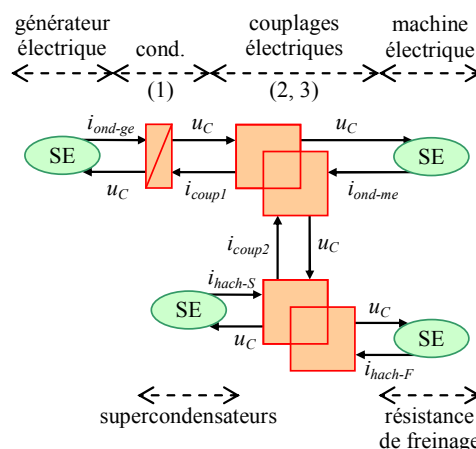 générateur électrique
cond.
couplages électriques
machine électrique
(1)
(2, 3)
i_ond-ge
u_C
u_C
SE
SE
u_C
i_coup1
i_ond-me
i_coup2
u_C
i_hach-S
SE
u_C
u_C
SE
i_hach-F
supercondensateurs
résistance de freinage